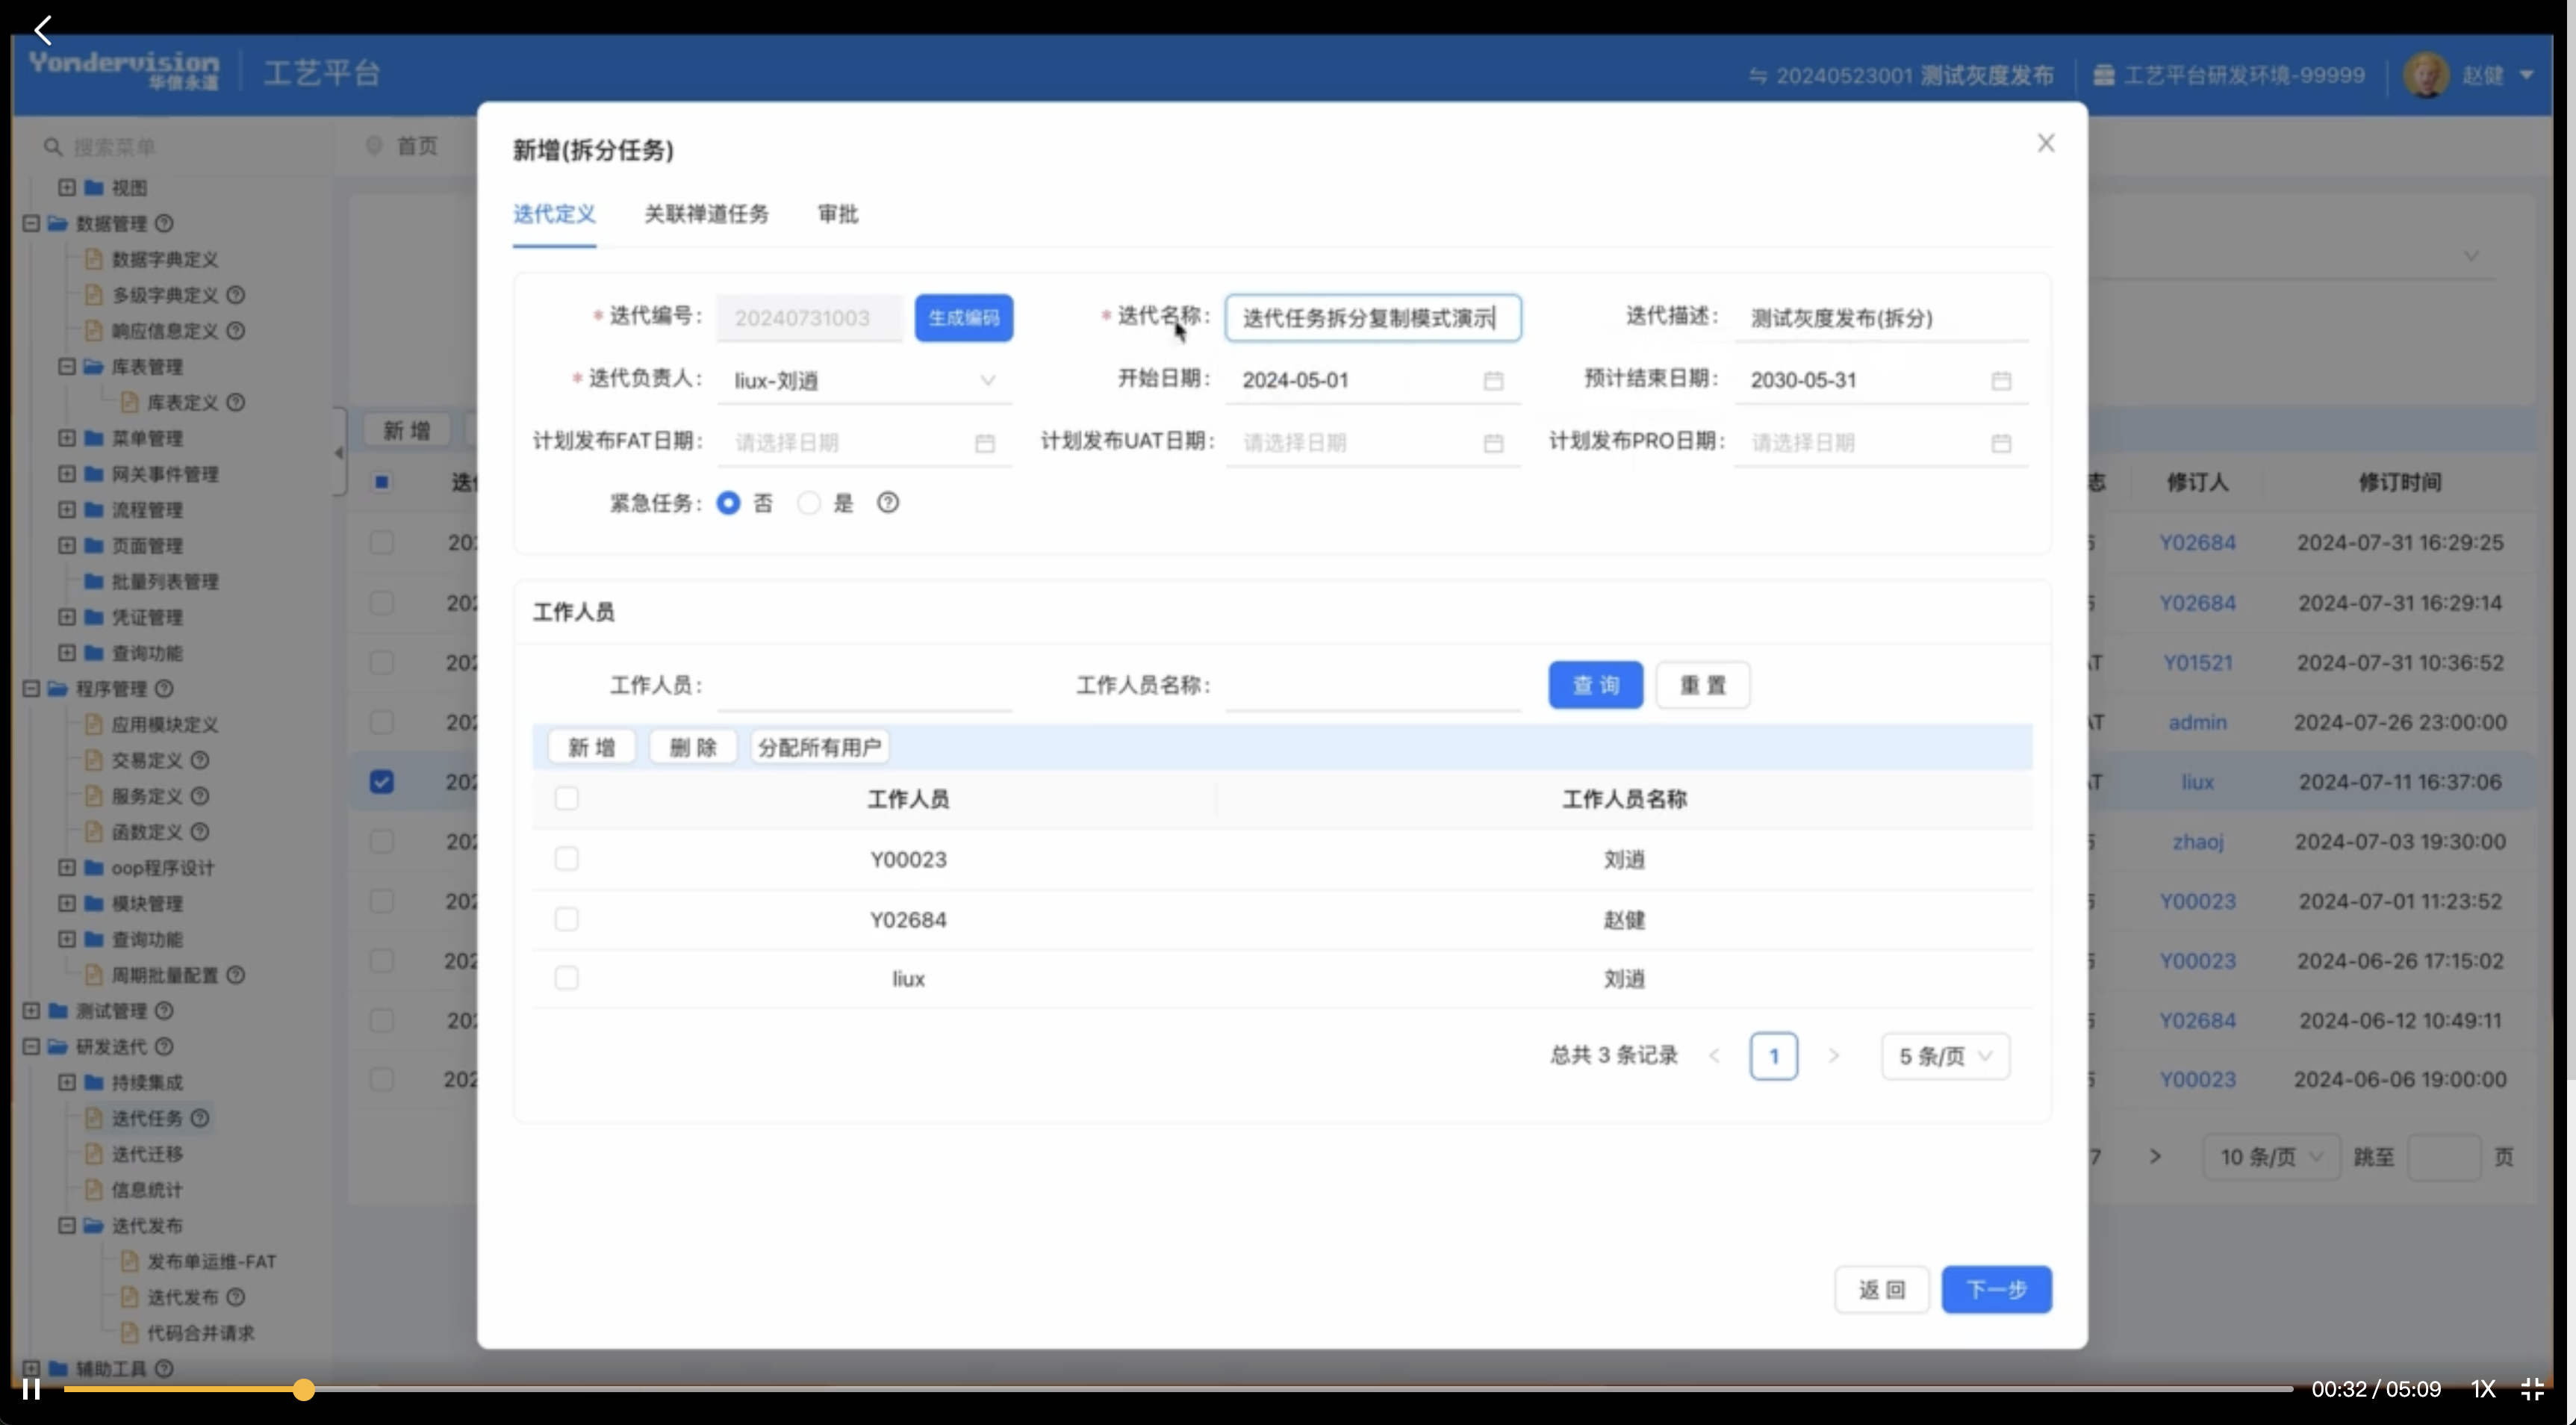 Yondervision 华信永道 工艺平台 20240523001 测试灰度发布 工艺平台研发环境-99999 赵健
搜索菜单 首页
视图
数据管理
数据字典定义
多级字典定义
响应信息定义
库表管理
库表定义
菜单管理
网关事件管理
流程管理
页面管理
批量列表管理
凭证管理
查询功能
程序管理
应用模块定义
交易定义
服务定义
函数定义
oop程序设计
模块管理
查询功能
周期批量配置
测试管理
研发迭代
持续集成
迭代任务
迭代迁移
信息统计
迭代发布
发布单运维-FAT
迭代发布
代码合并请求
辅助工具
新增(拆分任务)
迭代定义 关联禅道任务 审批
* 迭代编号: 20240731003 生成编码 * 迭代名称: 迭代任务拆分复制模式演示 迭代描述: 测试灰度发布(拆分)
* 迭代负责人: liux-刘逍 开始日期: 2024-05-01 预计结束日期: 2030-05-31
计划发布FAT日期: 请选择日期 计划发布UAT日期: 请选择日期 计划发布PRO日期: 请选择日期
紧急任务: 否 是
工作人员
工作人员: 工作人员名称: 查询 重置
新增 删除 分配所有用户
工作人员 工作人员名称
Y00023 刘逍
Y02684 赵健
liux 刘逍
总共 3 条记录 < 1 > 5 条/页
返回 下一步
新增
修订人 修订时间
Y02684 2024-07-31 16:29:25
Y02684 2024-07-31 16:29:14
Y01521 2024-07-31 10:36:52
admin 2024-07-26 23:00:00
liux 2024-07-11 16:37:06
zhaoj 2024-07-03 19:30:00
Y00023 2024-07-01 11:23:52
Y00023 2024-06-26 17:15:02
Y02684 2024-06-12 10:49:11
Y00023 2024-06-06 19:00:00
7 > 10 条/页 跳至 页
00:32 / 05:09 1X